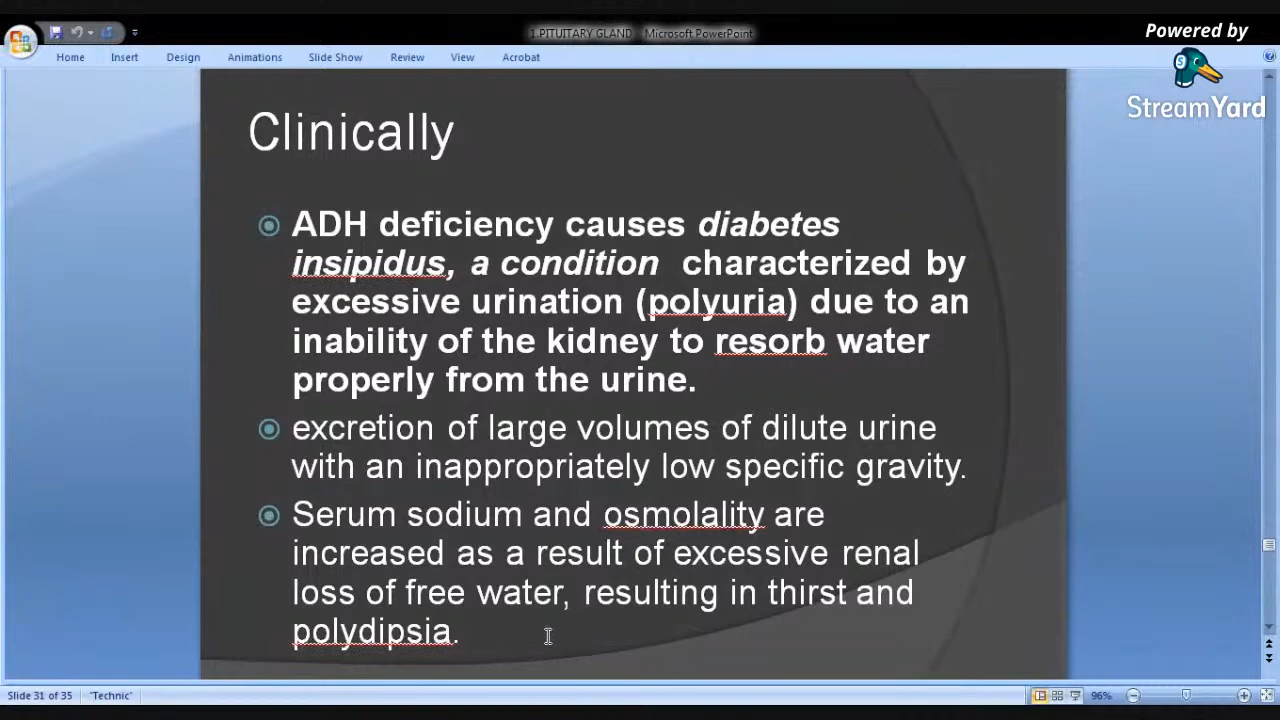 1.PITUITARY GLAND - Microsoft PowerPoint
Powered by
StreamYard
Home Insert Design Animations Slide Show Review View Acrobat
Clinically
ADH deficiency causes diabetes
insipidus, a condition characterized by
excessive urination (polyuria) due to an
inability of the kidney to resorb water
properly from the urine.
excretion of large volumes of dilute urine
with an inappropriately low specific gravity.
Serum sodium and osmolality are
increased as a result of excessive renal
loss of free water, resulting in thirst and
polydipsia.
Slide 31 of 35 "Technic" 96%